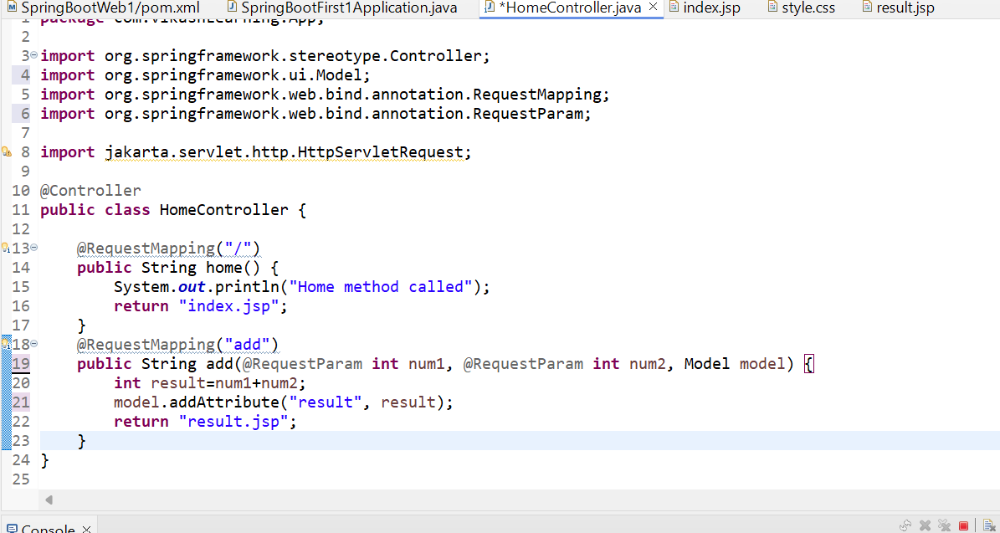 SpringBootWeb1/pom.xml SpringBootFirst1Application.java *HomeController.java index.jsp style.css result.jsp
1 package
2
3 import org.springframework.stereotype.Controller;
4 import org.springframework.ui.Model;
5 import org.springframework.web.bind.annotation.RequestMapping;
6 import org.springframework.web.bind.annotation.RequestParam;
7
8 import jakarta.servlet.http.HttpServletRequest;
9
10 @Controller
11 public class HomeController {
12
13 @RequestMapping("/")
14 public String home() {
15 System.out.println("Home method called");
16 return "index.jsp";
17 }
18 @RequestMapping("add")
19 public String add(@RequestParam int num1, @RequestParam int num2, Model model) {
20 int result=num1+num2;
21 model.addAttribute("result", result);
22 return "result.jsp";
23 }
24 }
25
Console